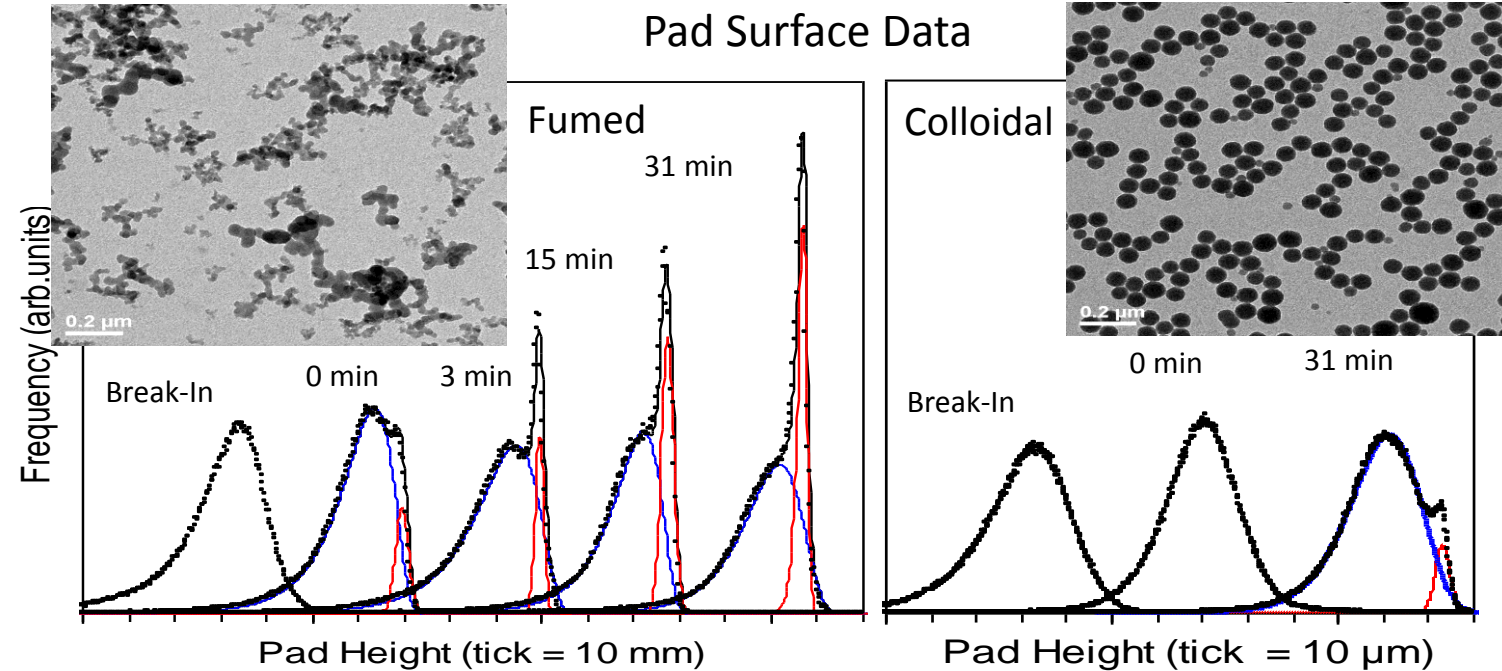 Pad Surface Data
Frequency (arb.units)
0.2 µm
Fumed
31 min
15 min
0 min
3 min
Break-In
Pad Height (tick = 10 mm)
Colloidal
0.2 µm
0 min
31 min
Break-In
Pad Height (tick = 10 µm)